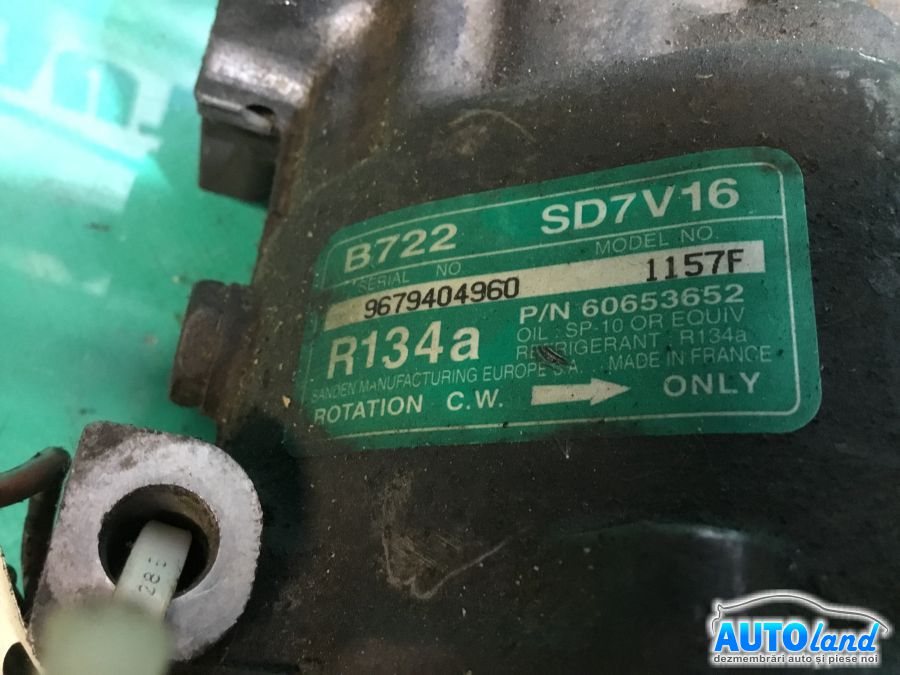 B722 SD7V16
SERIAL NO MODEL NO.
9679404960 1157F
R134a P/N 60653652
OIL : SP-10 OR EQUIV
REFRIGERANT : R134a
SANDEN MANUFACTURING EUROPE S.A. MADE IN FRANCE
ROTATION C.W. ONLY
AUTOland
dezmembrări auto și piese noi